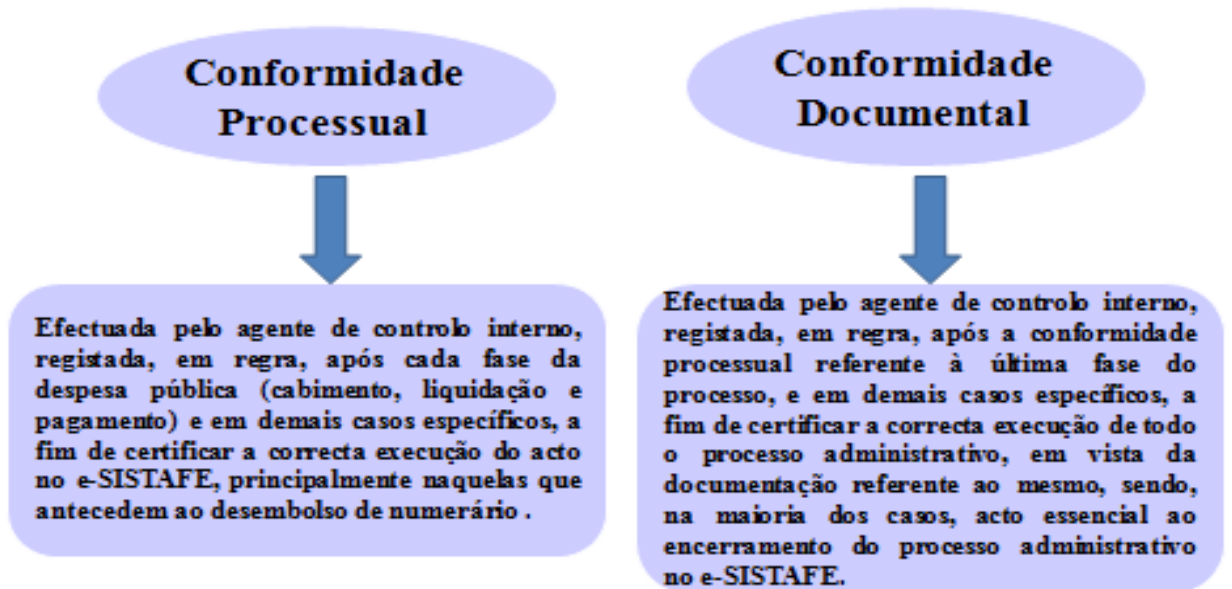 Conformidade
Processual
Efectuada pelo agente de controlo interno,
registada, em regra, após cada fase da
despesa pública (cabimento, liquidação e
pagamento) e em demais casos específicos, a
fim de certificar a correcta execução do acto
no e-SISTAFE, principalmente naquelas que
antecedem ao desembolso de numerário .
Conformidade
Documental
Efectuada pelo agente de controlo interno,
registada, em regra, após a conformidade
processual referente à última fase do
processo, e em demais casos específicos, a
fim de certificar a correcta execução de todo
o processo administrativo, em vista da
documentação referente ao mesmo, sendo,
na maioria dos casos, acto essencial ao
encerramento do processo administrativo
no e-SISTAFE.